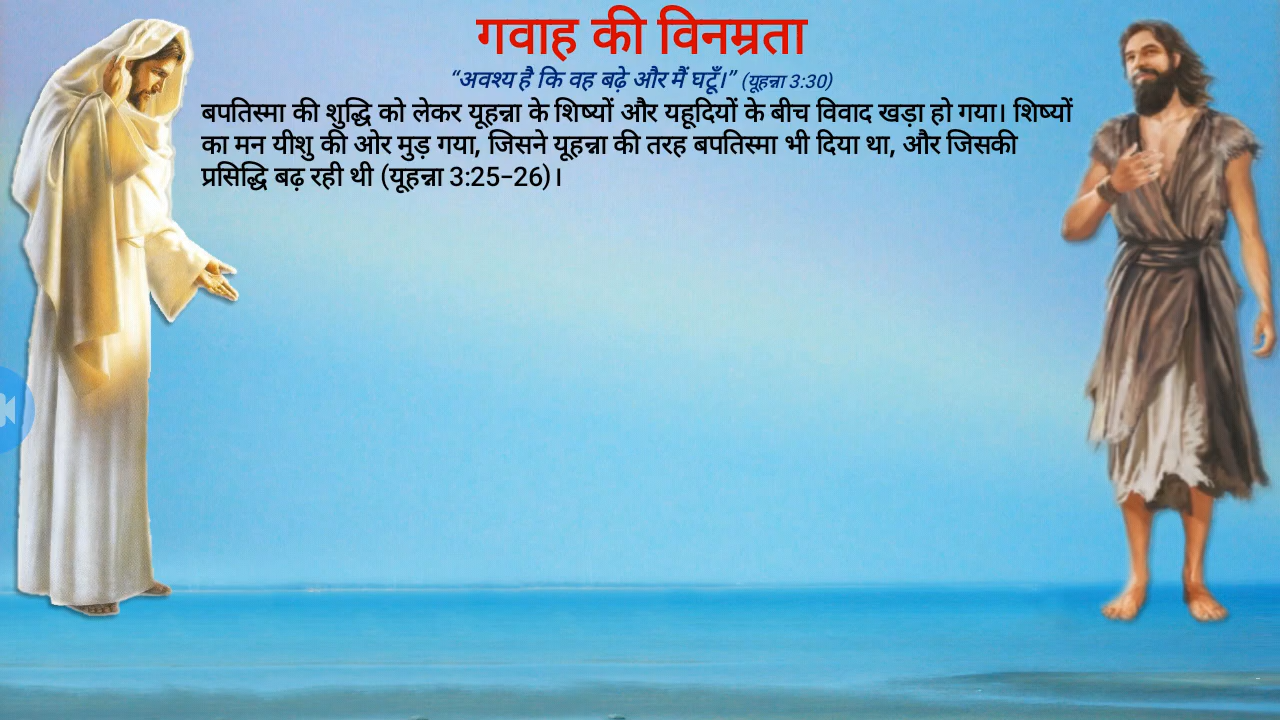 गवाह की विनम्रता
“अवश्य है कि वह बढ़े और मैं घटूँ।” (यूहन्ना 3:30)
बपतिस्मा की शुद्धि को लेकर यूहन्ना के शिष्यों और यहूदियों के बीच विवाद खड़ा हो गया। शिष्यों
का मन यीशु की ओर मुड़ गया, जिसने यूहन्ना की तरह बपतिस्मा भी दिया था, और जिसकी
प्रसिद्धि बढ़ रही थी (यूहन्ना 3:25-26)।